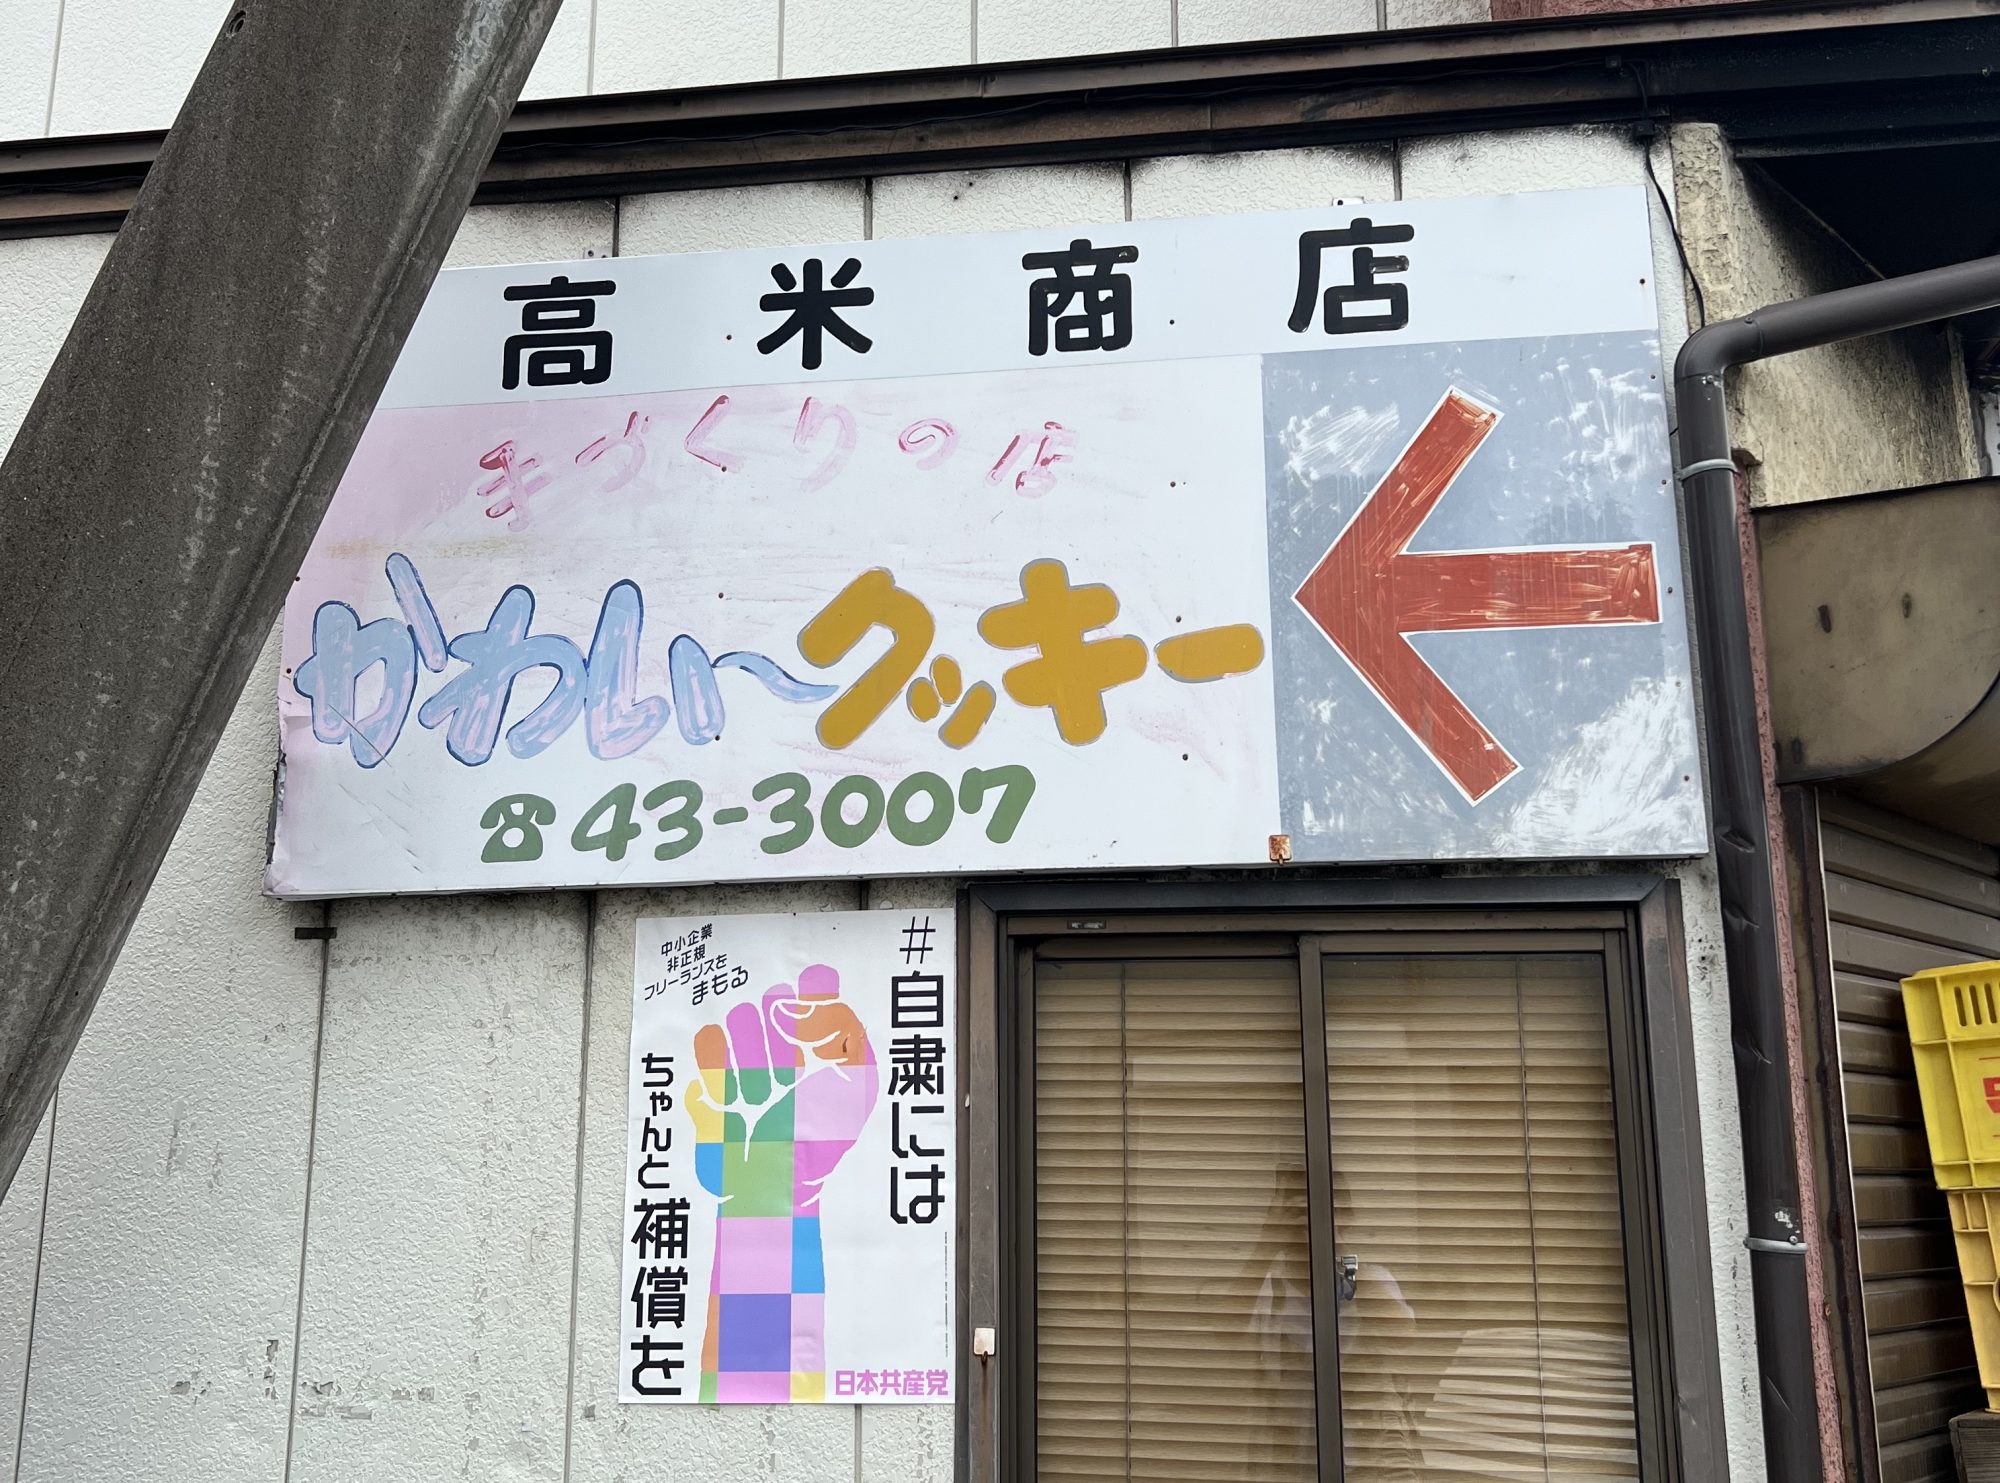 高米商店
手づくりの店
かわい〜クッキー
☎43-3007
中小企業
非正規
フリーランスを
まもる
#自粛には
ちゃんと補償を
日本共産党